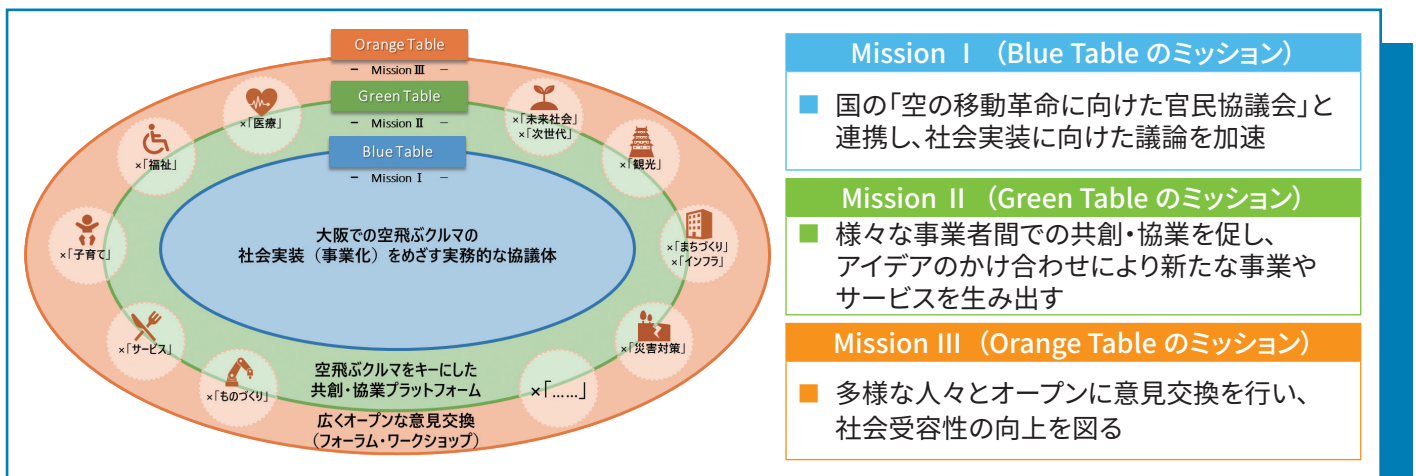 Orange Table
− Mission Ⅲ −
Green Table
− Mission Ⅱ −
Blue Table
− Mission Ⅰ −
×「医療」
×「未来社会」
×「次世代」
×「福祉」
×「観光」
×「子育て」
×「まちづくり」
×「インフラ」
大阪での空飛ぶクルマの
社会実装（事業化）をめざす実務的な協議体
×「サービス」
×「災害対策」
×「ものづくり」
×「……」
空飛ぶクルマをキーにした
共創・協業プラットフォーム
広くオープンな意見交換
（フォーラム・ワークショップ）
Mission Ⅰ （Blue Table のミッション）
■ 国の「空の移動革命に向けた官民協議会」と
連携し、社会実装に向けた議論を加速
Mission Ⅱ （Green Table のミッション）
■ 様々な事業者間での共創・協業を促し、
アイデアのかけ合わせにより新たな事業や
サービスを生み出す
Mission Ⅲ （Orange Table のミッション）
■ 多様な人々とオープンに意見交換を行い、
社会受容性の向上を図る